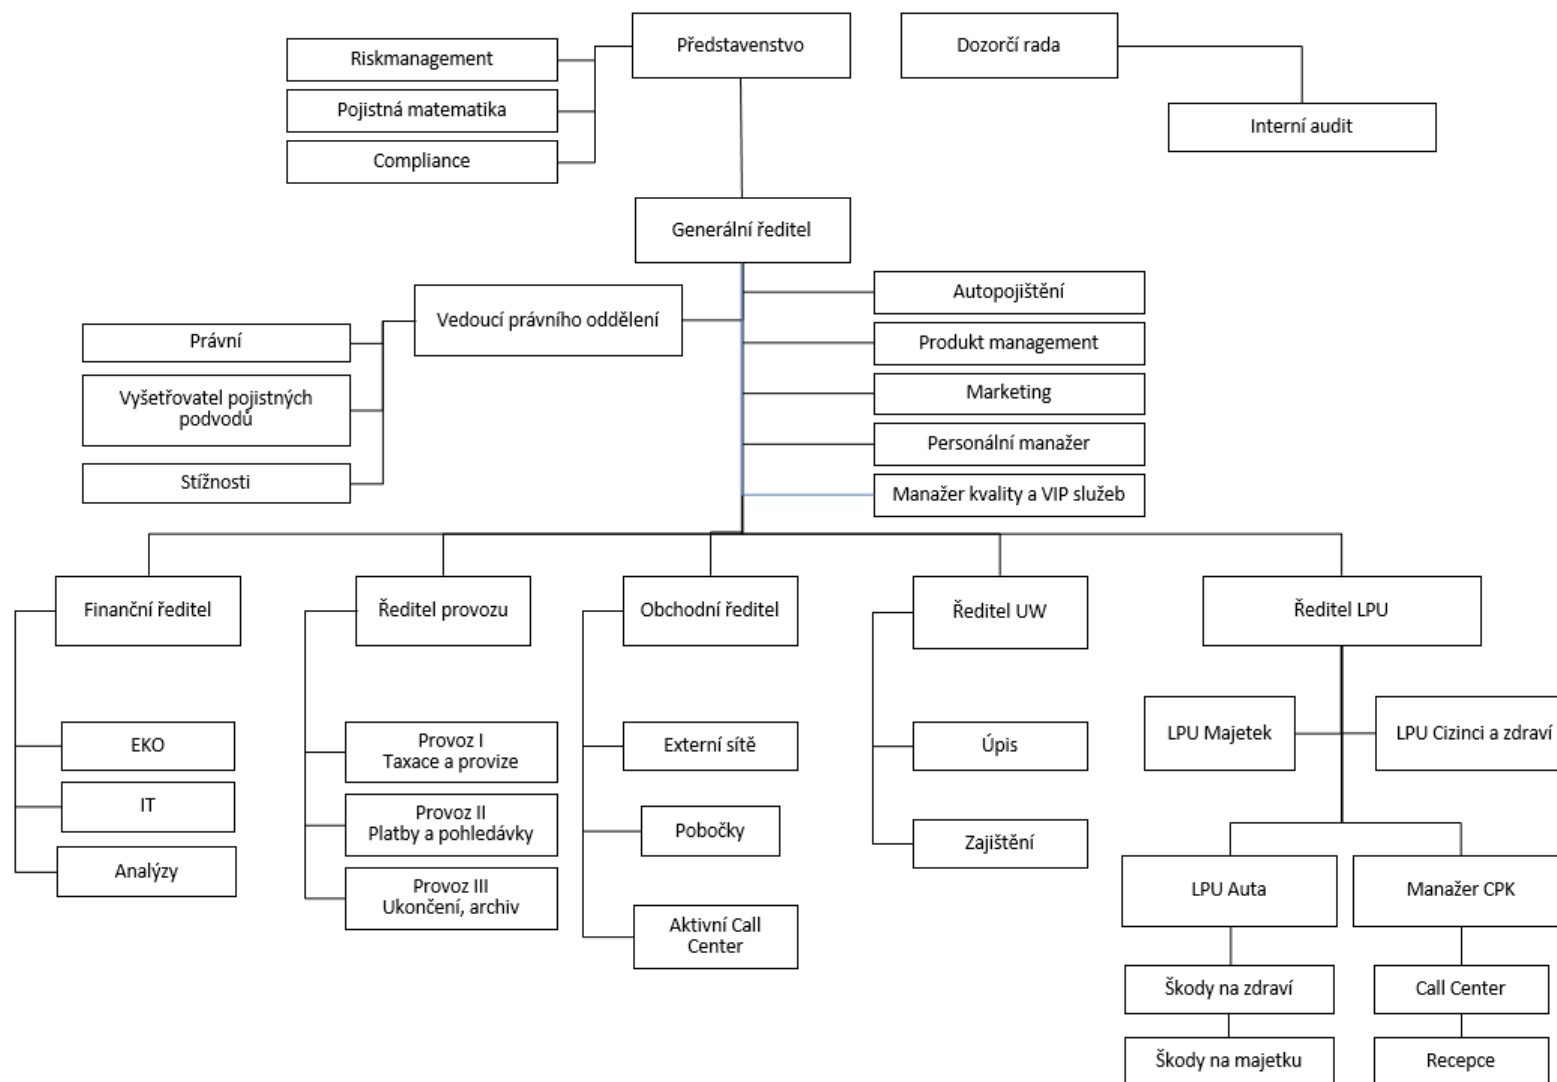 Představenstvo
Dozorčí rada
Riskmanagement
Pojistná matematika
Compliance
Interní audit
Generální ředitel
Vedoucí právního oddělení
Autopojištění
Produkt management
Marketing
Personální manažer
Manažer kvality a VIP služeb
Právní
Vyšetřovatel pojistných
podvodů
Stížnosti
Finanční ředitel
Ředitel provozu
Obchodní ředitel
Ředitel UW
Ředitel LPU
EKO
IT
Analýzy
Provoz I
Taxace a provize
Provoz II
Platby a pohledávky
Provoz III
Ukončení, archiv
Externí sítě
Pobočky
Aktivní Call
Center
Úpis
Zajištění
LPU Majetek
LPU Cizinci a zdraví
LPU Auta
Manažer CPK
Škody na zdraví
Call Center
Škody na majetku
Recepce